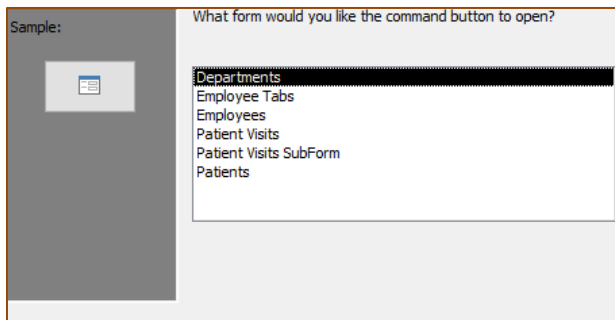 What form would you like the command button to open?
Sample:
Departments
Employee Tabs
Employees
Patient Visits
Patient Visits SubForm
Patients